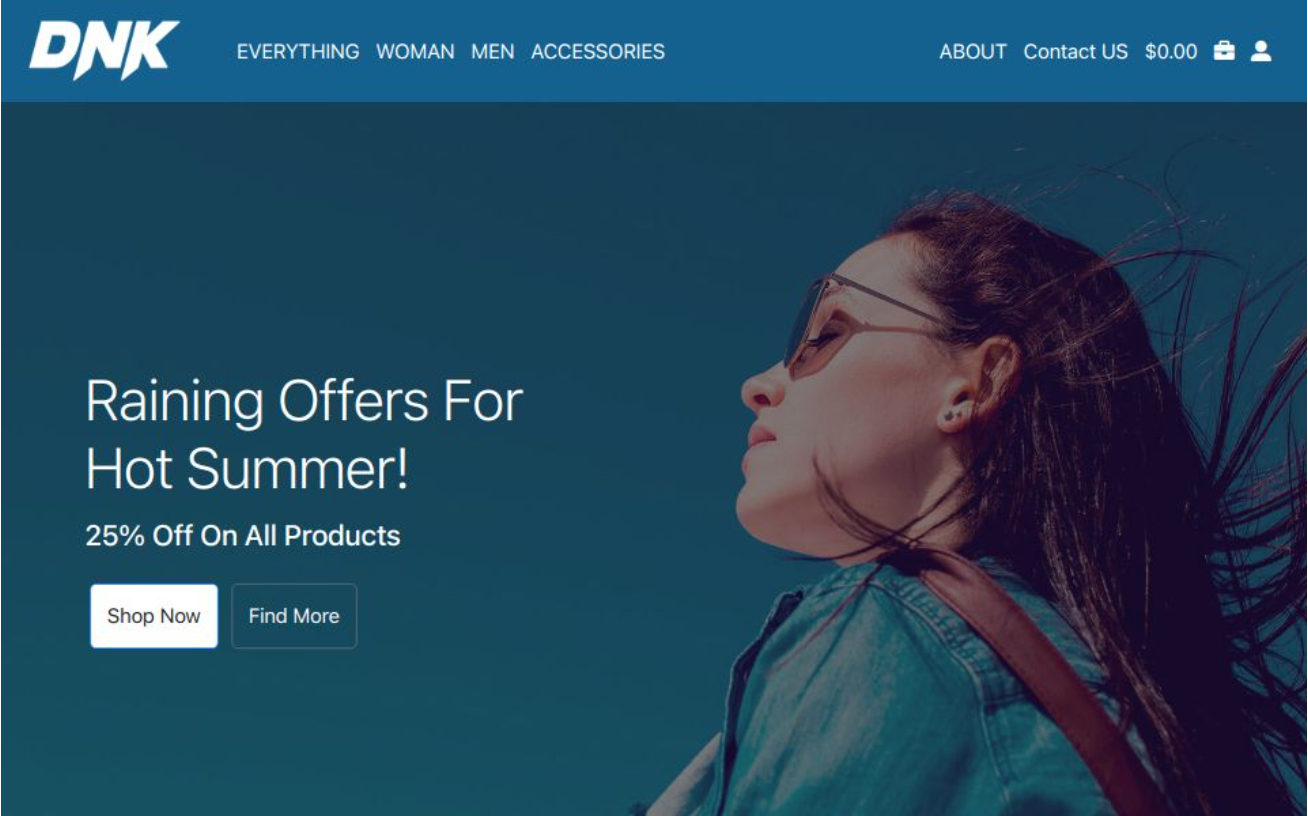 DNK
EVERYTHING WOMAN MEN ACCESSORIES
ABOUT Contact US $0.00
Raining Offers For
Hot Summer!
25% Off On All Products
Shop Now
Find More